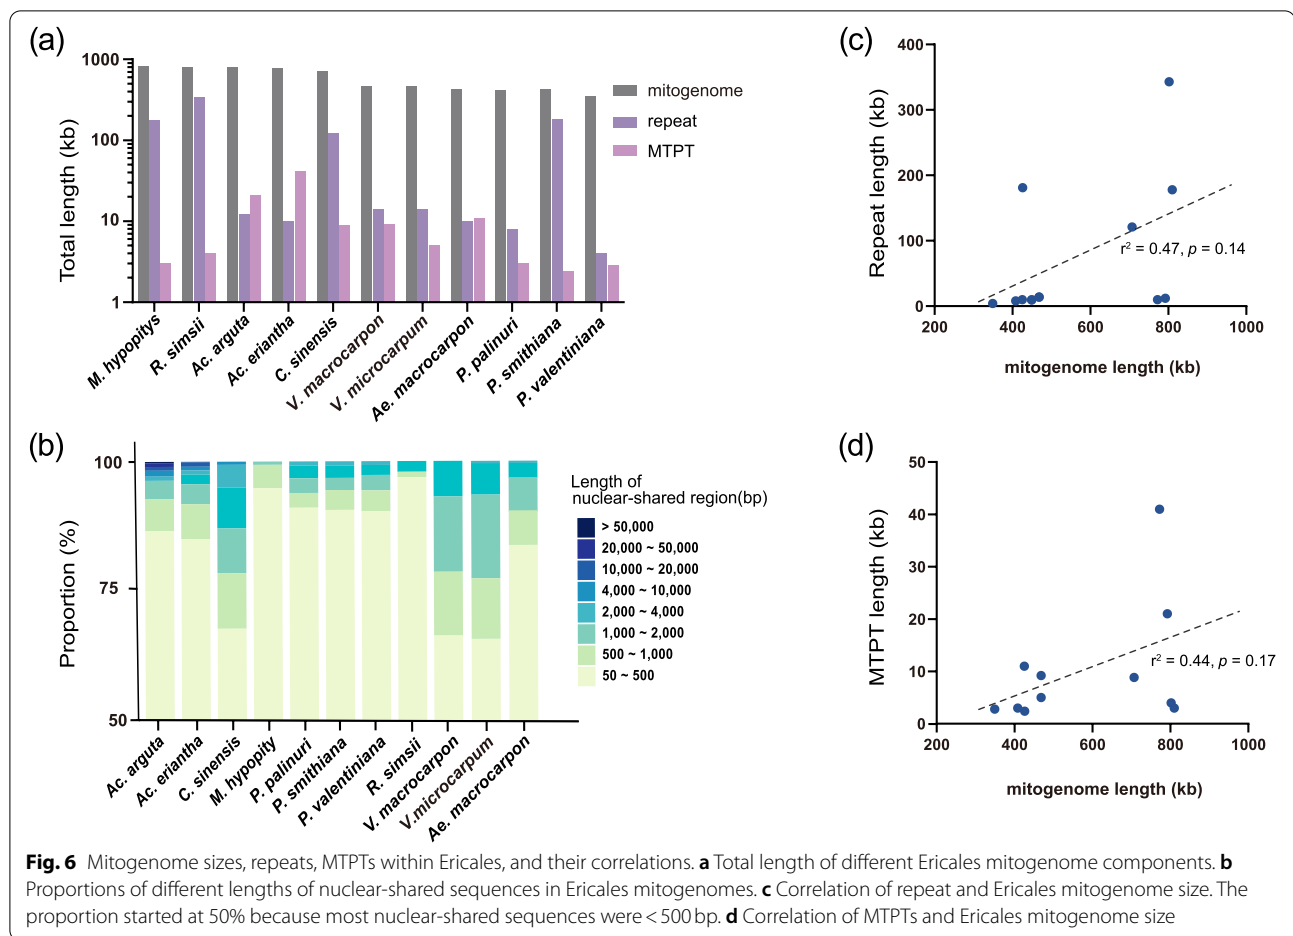 (a)
1000
100
10
1
Total length (kb)
mitogenome
repeat
MTPT
M. hypopitys
R. simsii
Ac. arguta
Ac. eriantha
C. sinensis
V. macrocarpon
V. microcarpum
Ae. macrocarpon
P. palinuri
P. smithiana
P. valentiniana
(c)
400
300
200
100
0
Repeat length (kb)
r² = 0.47, p = 0.14
200
400
600
800
1000
mitogenome length (kb)
(b)
100
75
50
Proportion (%)
Length of
nuclear-shared region(bp)
> 50,000
20,000 ~ 50,000
10,000 ~ 20,000
4,000 ~ 10,000
2,000 ~ 4,000
1,000 ~ 2,000
500 ~ 1,000
50 ~ 500
Ac. arguta
Ac. eriantha
C. sinensis
M. hypopity
P. palinuri
P. smithiana
P. valentiniana
R. simsii
V. macrocarpon
V.microcarpum
Ae. macrocarpon
(d)
50
40
30
20
10
0
MTPT length (kb)
r² = 0.44, p = 0.17
200
400
600
800
1000
mitogenome length (kb)
Fig. 6 Mitogenome sizes, repeats, MTPTs within Ericales, and their correlations. a Total length of different Ericales mitogenome components. b
Proportions of different lengths of nuclear-shared sequences in Ericales mitogenomes. c Correlation of repeat and Ericales mitogenome size. The
proportion started at 50% because most nuclear-shared sequences were < 500 bp. d Correlation of MTPTs and Ericales mitogenome size